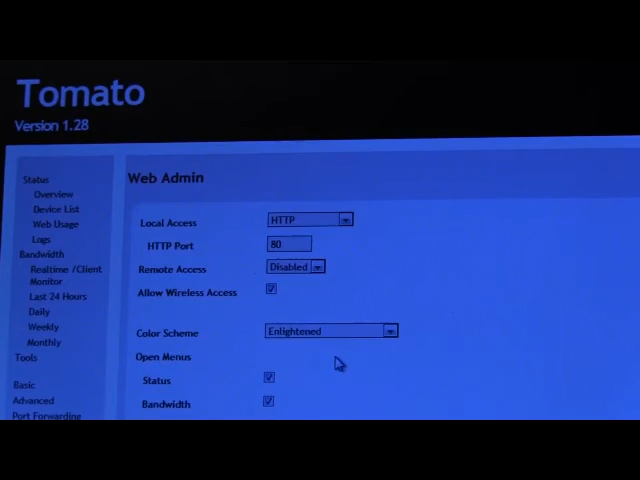 Tomato
Version 1.28
Status
Overview
Device List
Web Usage
Logs
Bandwidth
Realtime /Client
Monitor
Last 24 Hours
Daily
Weekly
Monthly
Tools
Basic
Advanced
Port Forwarding
Web Admin
Local Access HTTP
HTTP Port 80
Remote Access Disabled
Allow Wireless Access
Color Scheme Enlightened
Open Menus
Status
Bandwidth